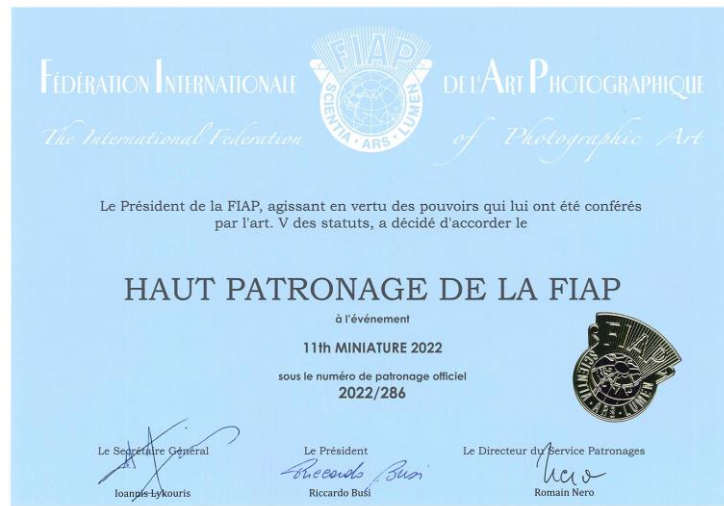 FÉDÉRATION INTERNATIONALE DE L'ART PHOTOGRAPHIQUE
FIAP
SCIENTIA · ARS · LUMEN
The International Federation of Photographic Art
Le Président de la FIAP, agissant en vertu des pouvoirs qui lui ont été conférés
par l'art. V des statuts, a décidé d'accorder le
HAUT PATRONAGE DE LA FIAP
à l'événement
11th MINIATURE 2022
sous le numéro de patronage officiel
2022/286
FIAP
SCIENTIA · ARS · LUMEN
Le Secrétaire Général Le Président Le Directeur du Service Patronages
Riccardo Busi Nero
Ioannis Lykouris Riccardo Busi Romain Nero